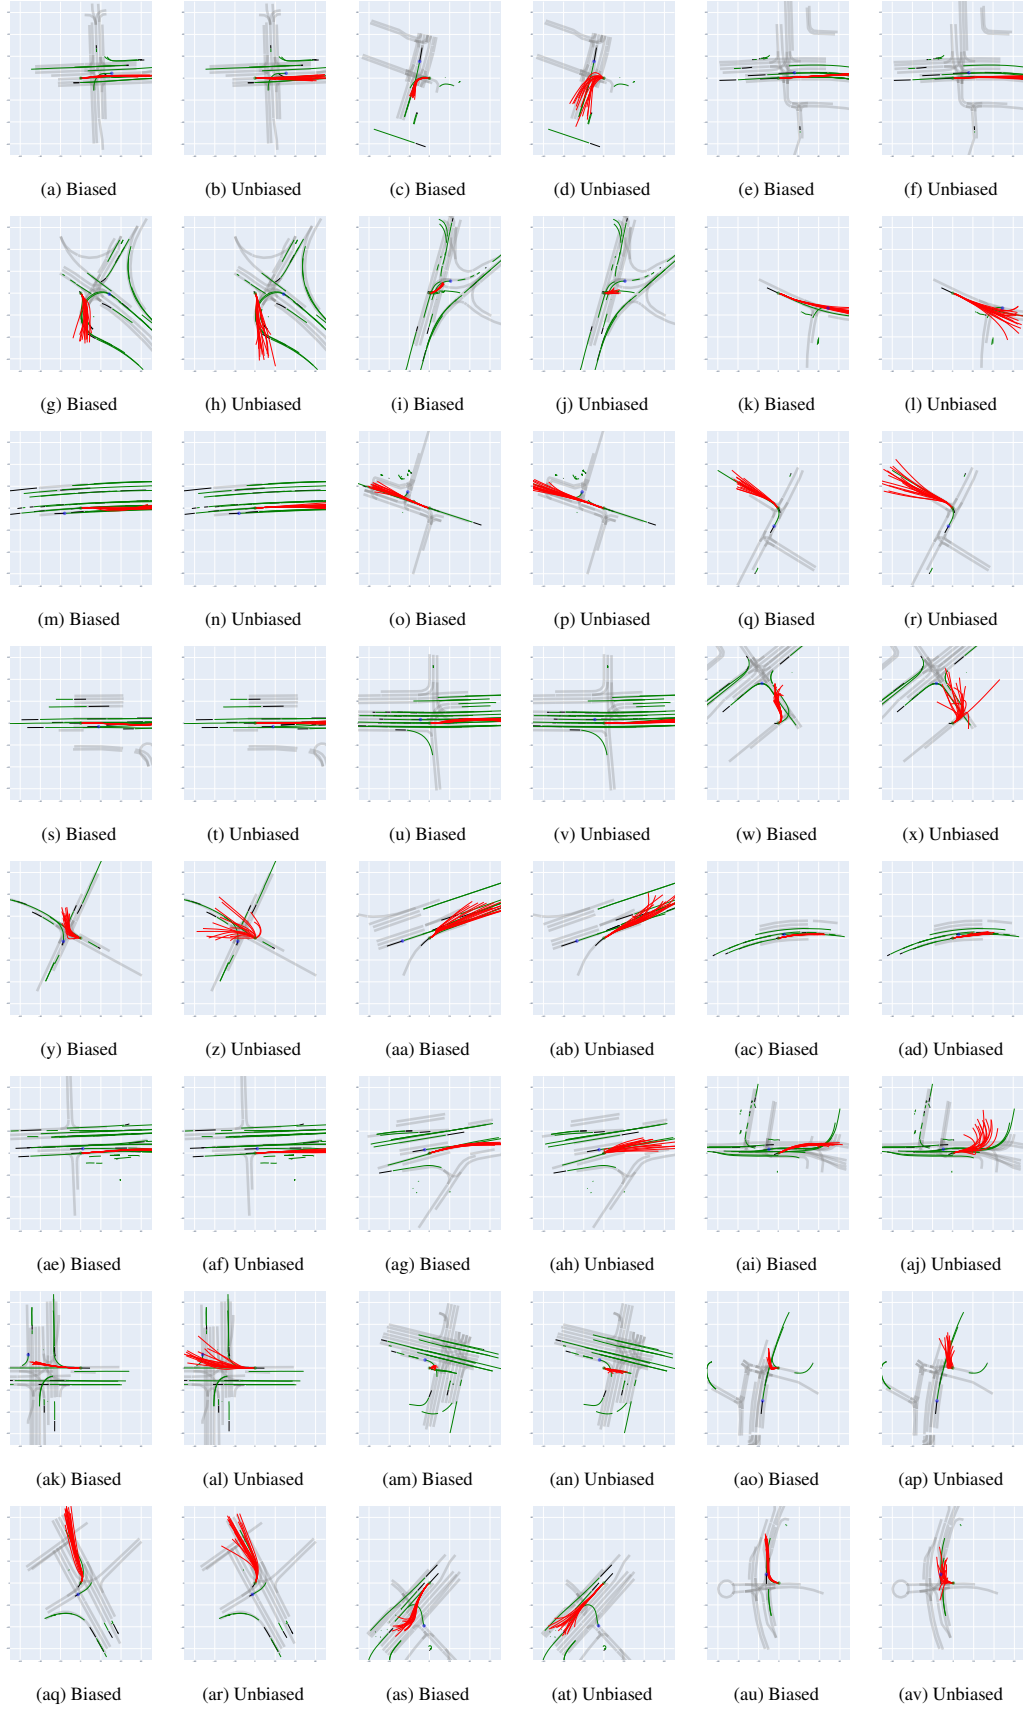 (a) Biased (b) Unbiased (c) Biased (d) Unbiased (e) Biased (f) Unbiased
(g) Biased (h) Unbiased (i) Biased (j) Unbiased (k) Biased (l) Unbiased
(m) Biased (n) Unbiased (o) Biased (p) Unbiased (q) Biased (r) Unbiased
(s) Biased (t) Unbiased (u) Biased (v) Unbiased (w) Biased (x) Unbiased
(y) Biased (z) Unbiased (aa) Biased (ab) Unbiased (ac) Biased (ad) Unbiased
(ae) Biased (af) Unbiased (ag) Biased (ah) Unbiased (ai) Biased (aj) Unbiased
(ak) Biased (al) Unbiased (am) Biased (an) Unbiased (ao) Biased (ap) Unbiased
(aq) Biased (ar) Unbiased (as) Biased (at) Unbiased (au) Biased (av) Unbiased